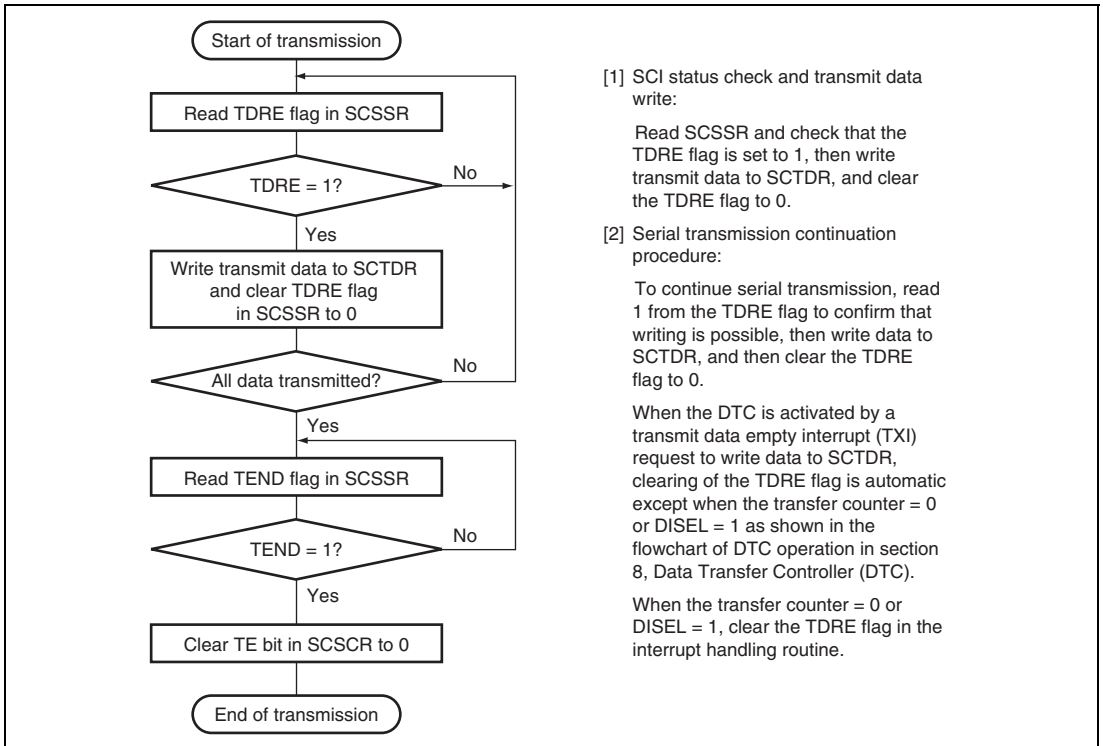 Start of transmission
Read TDRE flag in SCSSR
TDRE = 1?
No
Yes
Write transmit data to SCTDR
and clear TDRE flag
in SCSSR to 0
All data transmitted?
No
Yes
Read TEND flag in SCSSR
TEND = 1?
No
Yes
Clear TE bit in SCSCR to 0
End of transmission
[1] SCI status check and transmit data
write:
Read SCSSR and check that the
TDRE flag is set to 1, then write
transmit data to SCTDR, and clear
the TDRE flag to 0.
[2] Serial transmission continuation
procedure:
To continue serial transmission, read
1 from the TDRE flag to confirm that
writing is possible, then write data to
SCTDR, and then clear the TDRE
flag to 0.
When the DTC is activated by a
transmit data empty interrupt (TXI)
request to write data to SCTDR,
clearing of the TDRE flag is automatic
except when the transfer counter = 0
or DISEL = 1 as shown in the
flowchart of DTC operation in section
8, Data Transfer Controller (DTC).
When the transfer counter = 0 or
DISEL = 1, clear the TDRE flag in the
interrupt handling routine.